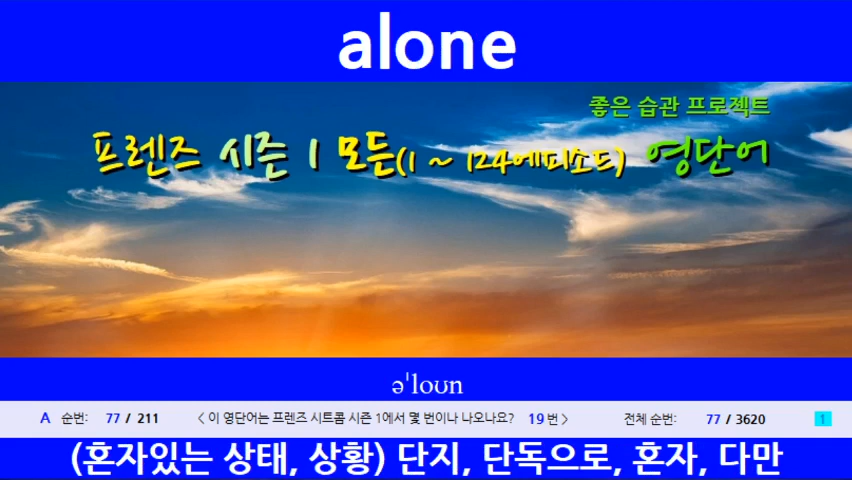 alone
좋은 습관 프로젝트
프렌즈 시즌 1 모든(1 ~ 124에피소드) 영단어
ə'loʊn
A 순번: 77 / 211 < 이 영단어는 프렌즈 시트콤 시즌 1에서 몇 번이나 나오나요? 19 번 > 전체 순번: 77 / 3620 1
(혼자있는 상태, 상황) 단지, 단독으로, 혼자, 다만